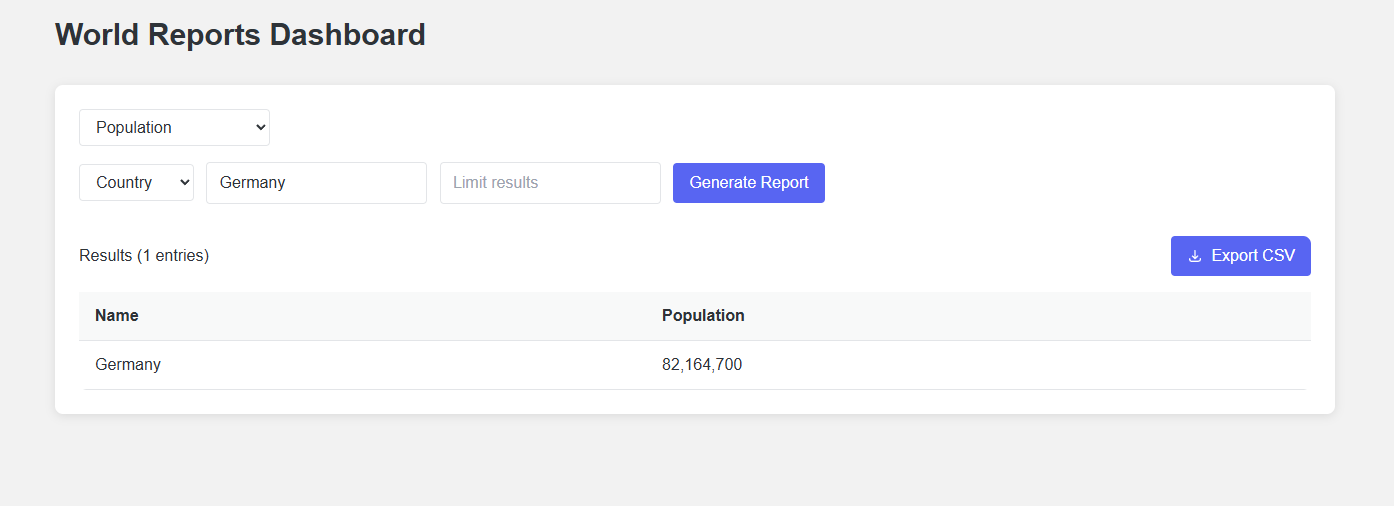 World Reports Dashboard
Population
Country Germany Limit results Generate Report
Results (1 entries) Export CSV
Name Population
Germany 82,164,700